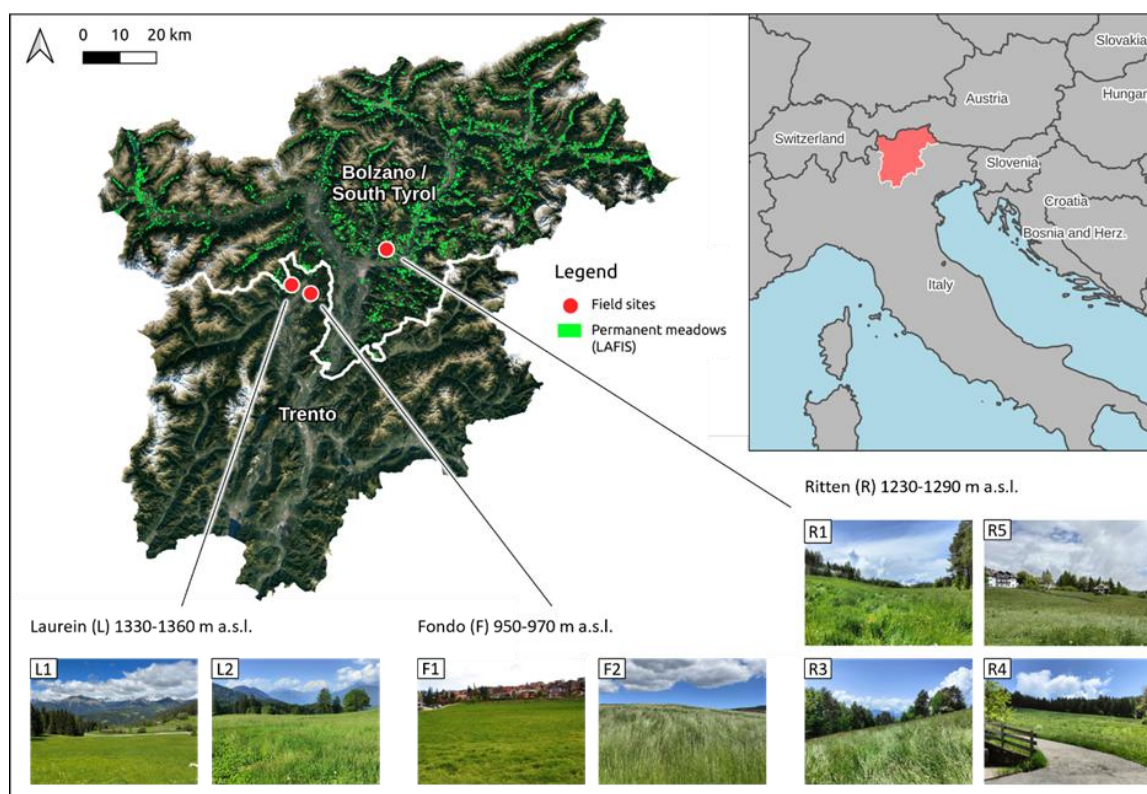 0 10 20 km
Bolzano /
South Tyrol
Trento
Legend
Field sites
Permanent meadows
(LAFIS)
Slovakia
Hungar
Austria
Switzerland
Slovenia
Croatia
Bosnia and Herz.
Italy
Ritten (R) 1230-1290 m a.s.l.
R1
R5
Laurein (L) 1330-1360 m a.s.l.
Fondo (F) 950-970 m a.s.l.
L1
L2
F1
F2
R3
R4